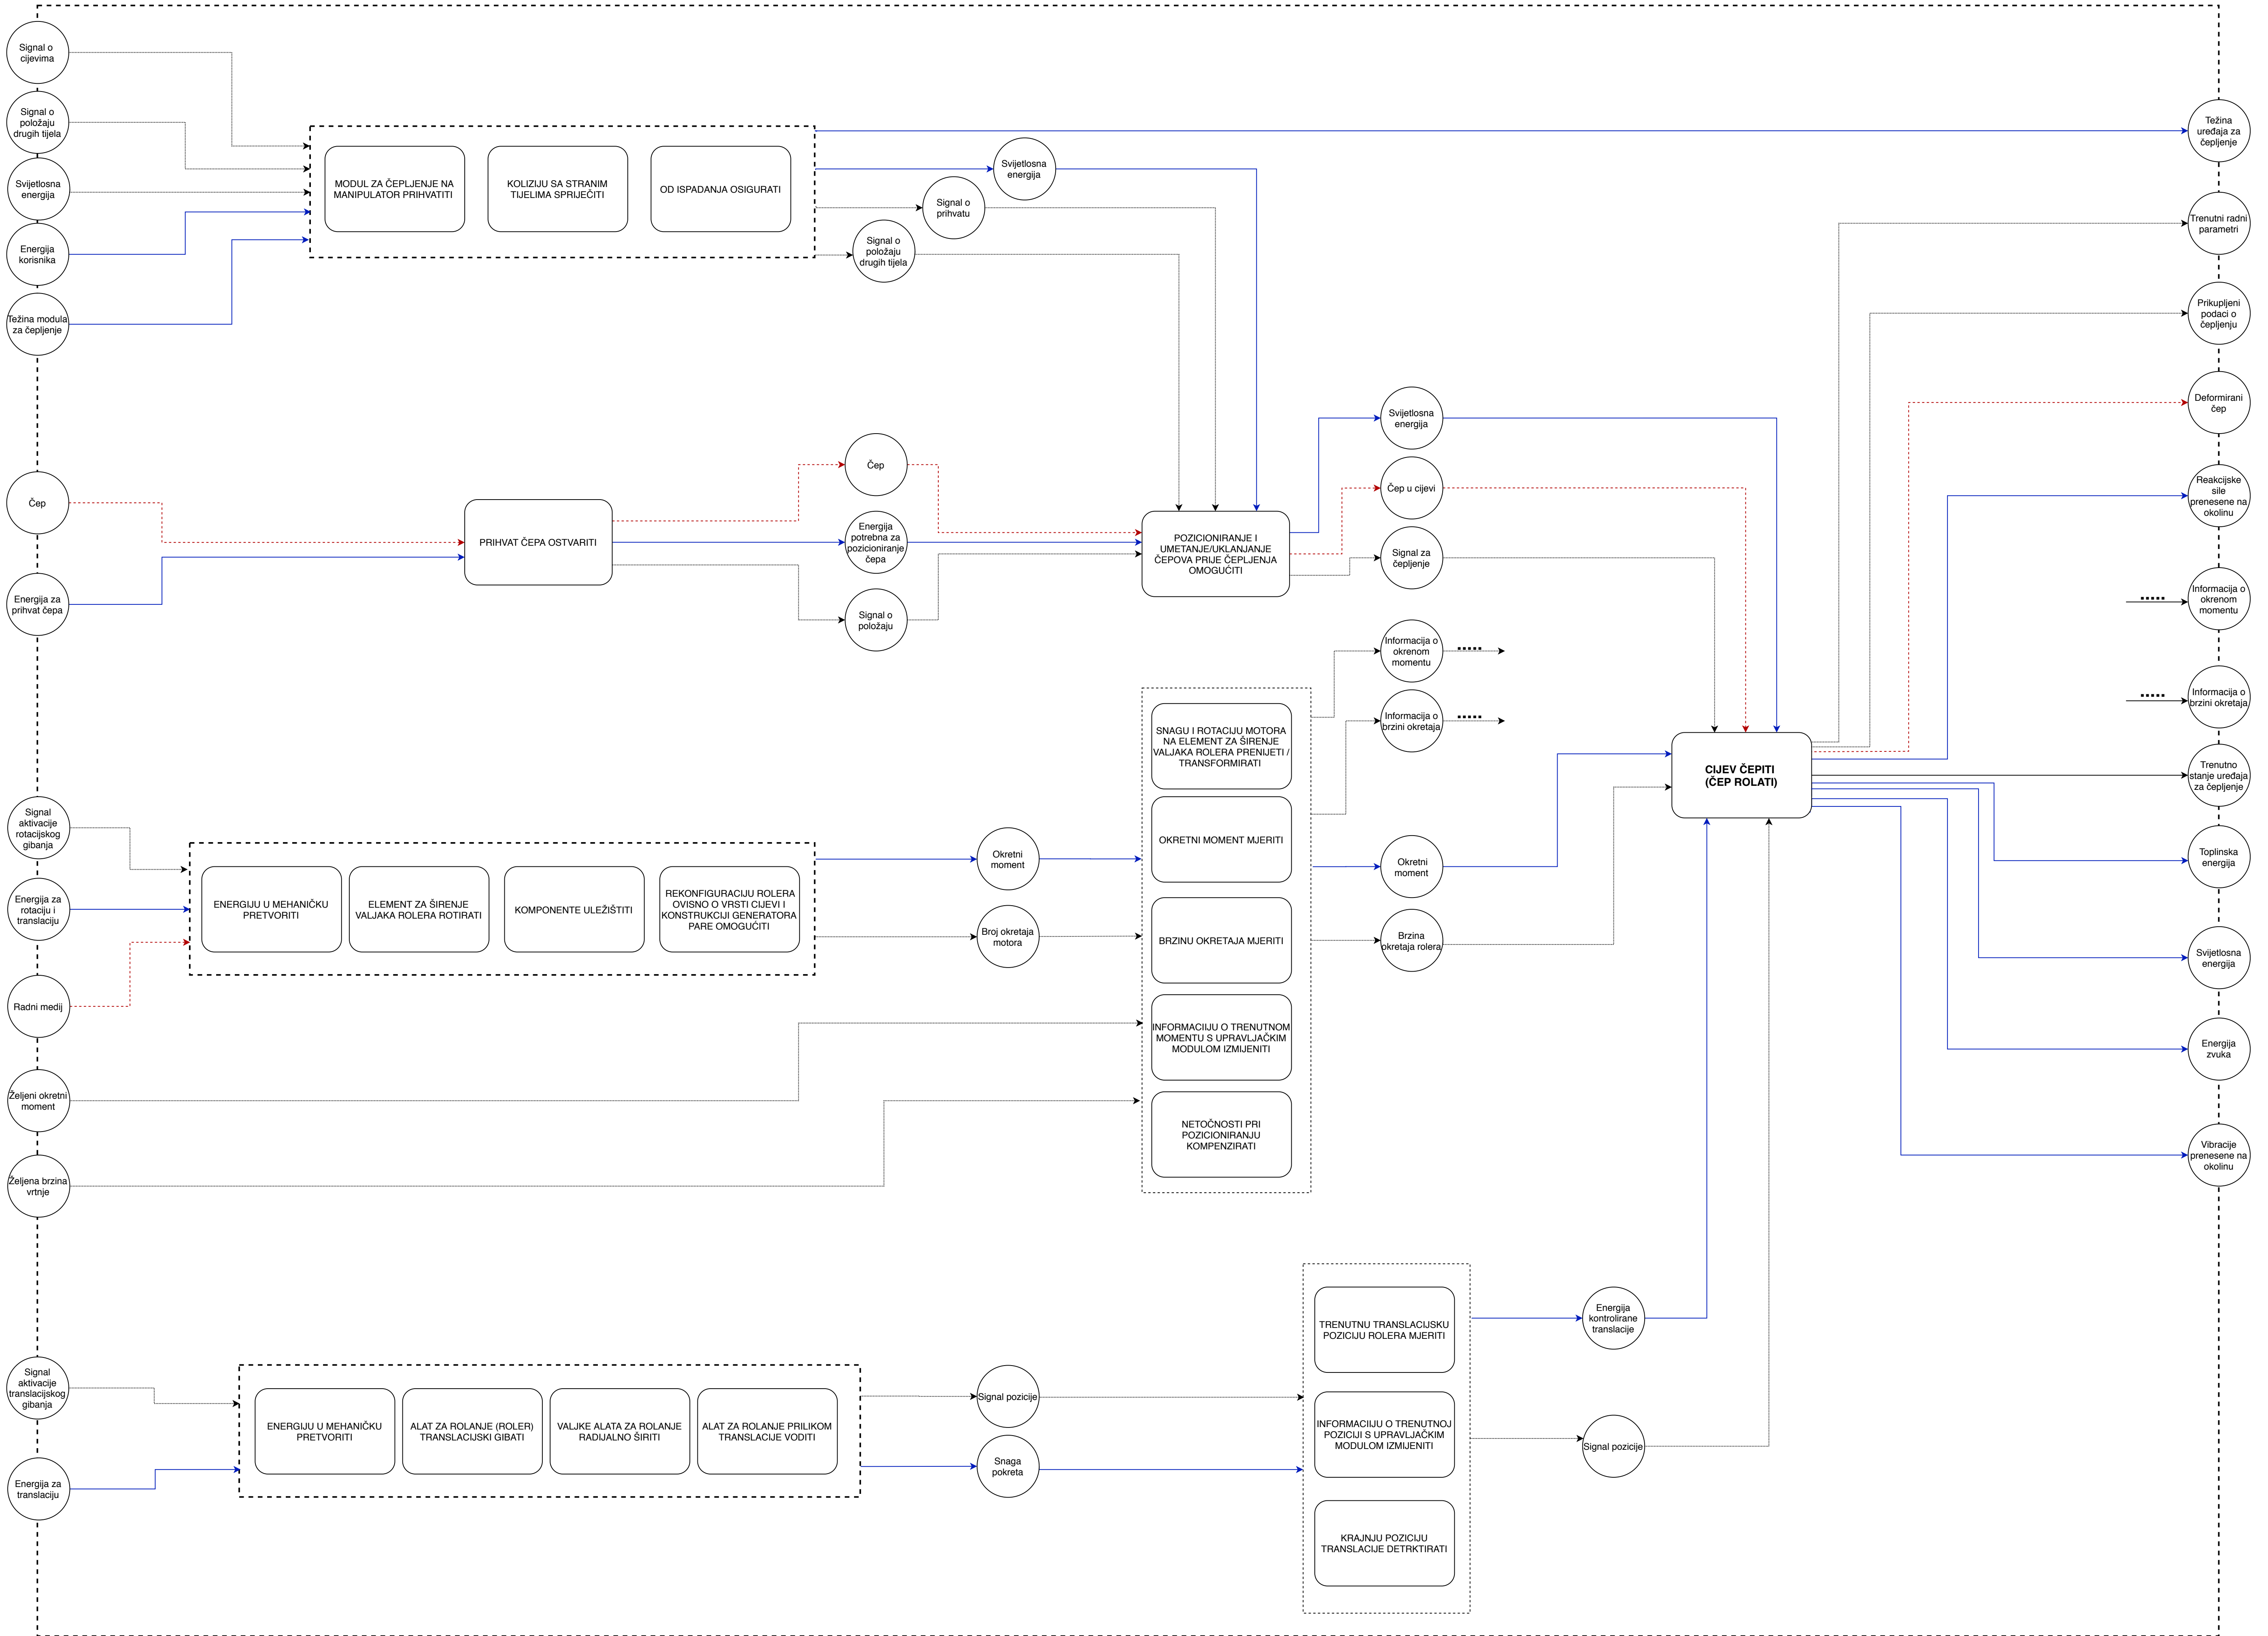 Signal o
cijevima
Signal o
položaju
drugih tijela
Svijetlosna
energija
Energija
korisnika
Težina modula
za čepljenje
MODUL ZA ČEPLJENJE NA
MANIPULATOR PRIHVATITI
KOLIZIJU SA STRANIM
TIJELIMA SPRIJEČITI
OD ISPADANJA OSIGURATI
Svijetlosna
energija
Signal o
prihvatu
Signal o
položaju
drugih tijela
Težina
uređaja za
čepljenje
Trenutni radni
parametri
Prikupljeni
podaci o
čepljenju
Deformirani
čep
Reakcijske
sile
prenesene na
okolinu
Informacija o
okrenom
momentu
Informacija o
brzini okretaja
Trenutno
stanje uređaja
za čepljenje
Toplinska
energija
Svijetlosna
energija
Energija
zvuka
Vibracije
prenesene na
okolinu
Čep
Energija za
prihvat čepa
PRIHVAT ČEPA OSTVARITI
Čep
Energija
potrebna za
pozicioniranje
čepa
Signal o
položaju
POZICIONIRANJE I
UMETANJE/UKLANJANJE
ČEPOVA PRIJE ČEPLJENJA
OMOGUĆITI
Svijetlosna
energija
Čep u cijevi
Signal za
čepljenje
Informacija o
okrenom
momentu
Informacija o
brzini okretaja
SNAGU I ROTACIJU MOTORA
NA ELEMENT ZA ŠIRENJE
VALJAKA ROLERA PRENIJETI /
TRANSFORMIRATI
OKRETNI MOMENT MJERITI
BRZINU OKRETAJA MJERITI
INFORMACIIJU O TRENUTNOM
MOMENTU S UPRAVLJAČKIM
MODULOM IZMIJENITI
NETOČNOSTI PRI
POZICIONIRANJU
KOMPENZIRATI
Okretni
moment
Brzina
okretaja rolera
CIJEV ČEPITI
(ČEP ROLATI)
Signal
aktivacije
rotacijskog
gibanja
Energija za
rotaciju i
translaciju
Radni medij
Željeni okretni
moment
Željena brzina
vrtnje
ENERGIJU U MEHANIČKU
PRETVORITI
ELEMENT ZA ŠIRENJE
VALJAKA ROLERA ROTIRATI
KOMPONENTE ULEŽIŠTITI
REKONFIGURACIJU ROLERA
OVISNO O VRSTI CIJEVI I
KONSTRUKCIJI GENERATORA
PARE OMOGUĆITI
Okretni
moment
Broj okretaja
motora
Signal
aktivacije
translacijskog
gibanja
Energija za
translaciju
ENERGIJU U MEHANIČKU
PRETVORITI
ALAT ZA ROLANJE (ROLER)
TRANSLACIJSKI GIBATI
VALJKE ALATA ZA ROLANJE
RADIJALNO ŠIRITI
ALAT ZA ROLANJE PRILIKOM
TRANSLACIJE VODITI
Signal pozicije
Snaga
pokreta
TRENUTNU TRANSLACIJSKU
POZICIJU ROLERA MJERITI
INFORMACIIJU O TRENUTNOJ
POZICIJI S UPRAVLJAČKIM
MODULOM IZMIJENITI
KRAJNJU POZICIJU
TRANSLACIJE DETRKTIRATI
Energija
kontrolirane
translacije
Signal pozicije